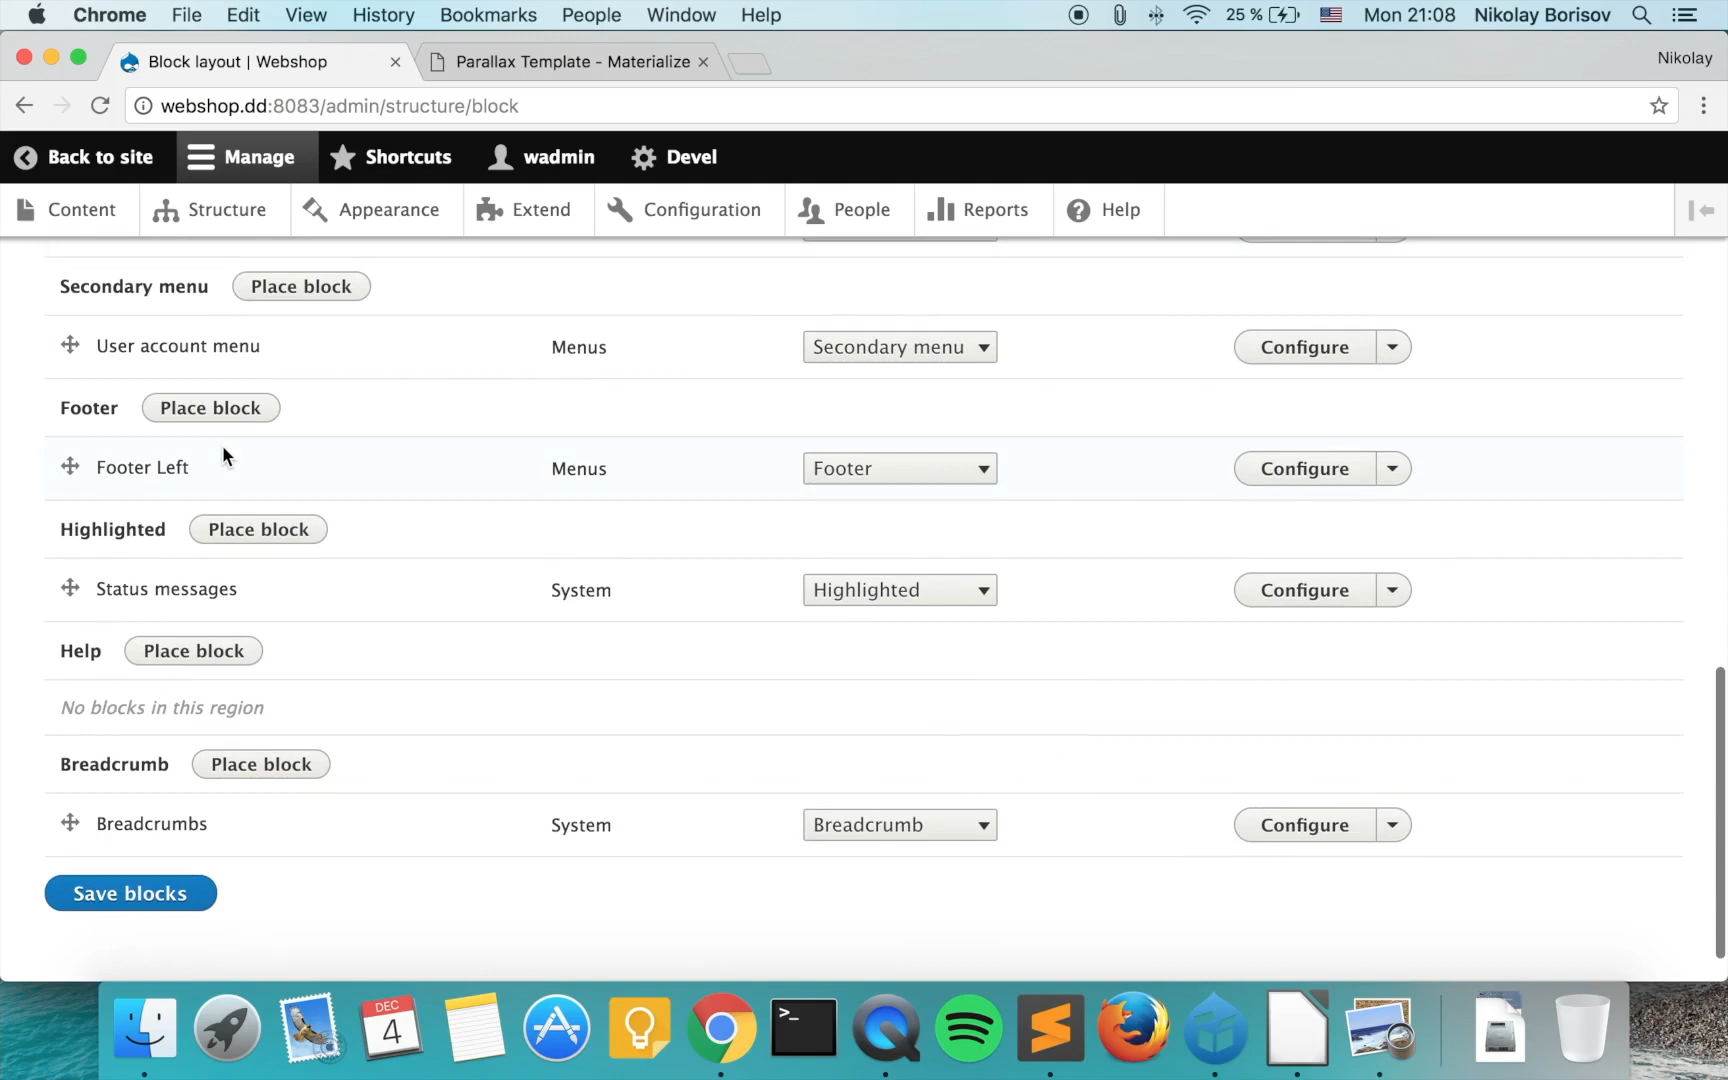 Chrome File Edit View History Bookmarks People Window Help 25 % Mon 21:08 Nikolay Borisov
Block layout | Webshop Parallax Template - Materialize Nikolay
webshop.dd:8083/admin/structure/block
Back to site Manage Shortcuts wadmin Devel
Content Structure Appearance Extend Configuration People Reports Help
Secondary menu Place block
User account menu Menus Secondary menu Configure
Footer Place block
Footer Left Menus Footer Configure
Highlighted Place block
Status messages System Highlighted Configure
Help Place block
No blocks in this region
Breadcrumb Place block
Breadcrumbs System Breadcrumb Configure
Save blocks
DEC
4